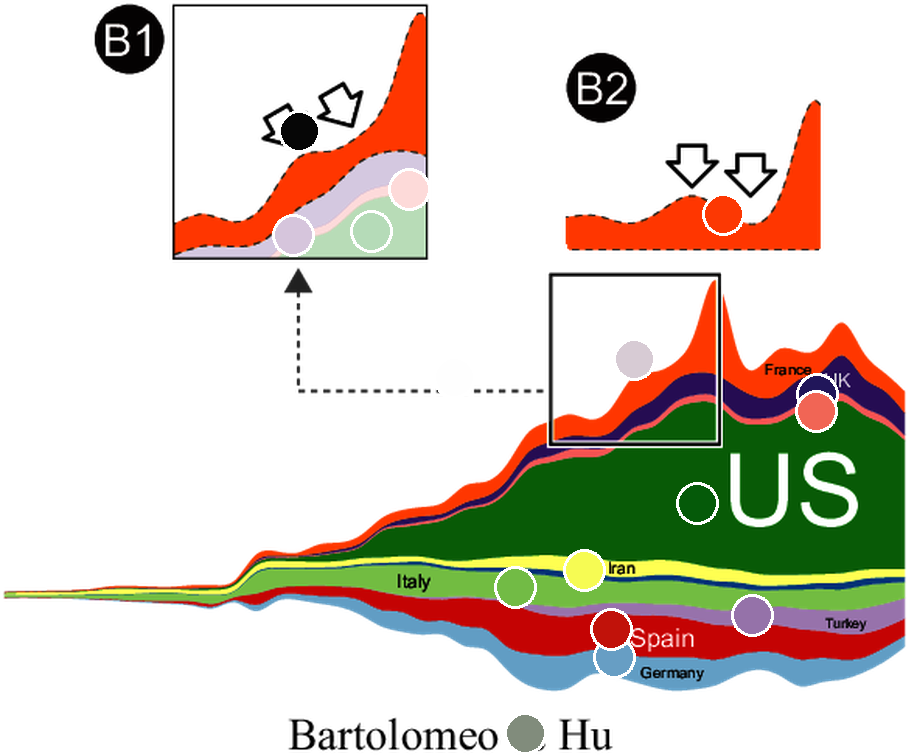 B1
B2
France
UK
US
Iran
Italy
Turkey
Spain
Germany
Bartolomeo Hu